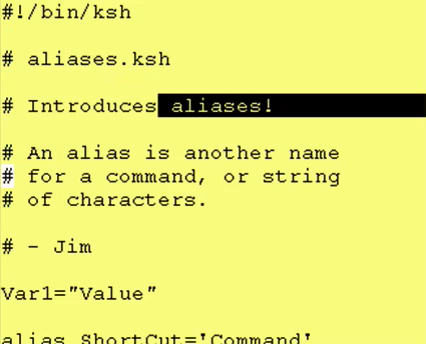 #!/bin/ksh
# aliases.ksh
# Introduces aliases!
# An alias is another name
# for a command, or string
# of characters.
# - Jim
Var1="Value"
alias ShortCut='Command'